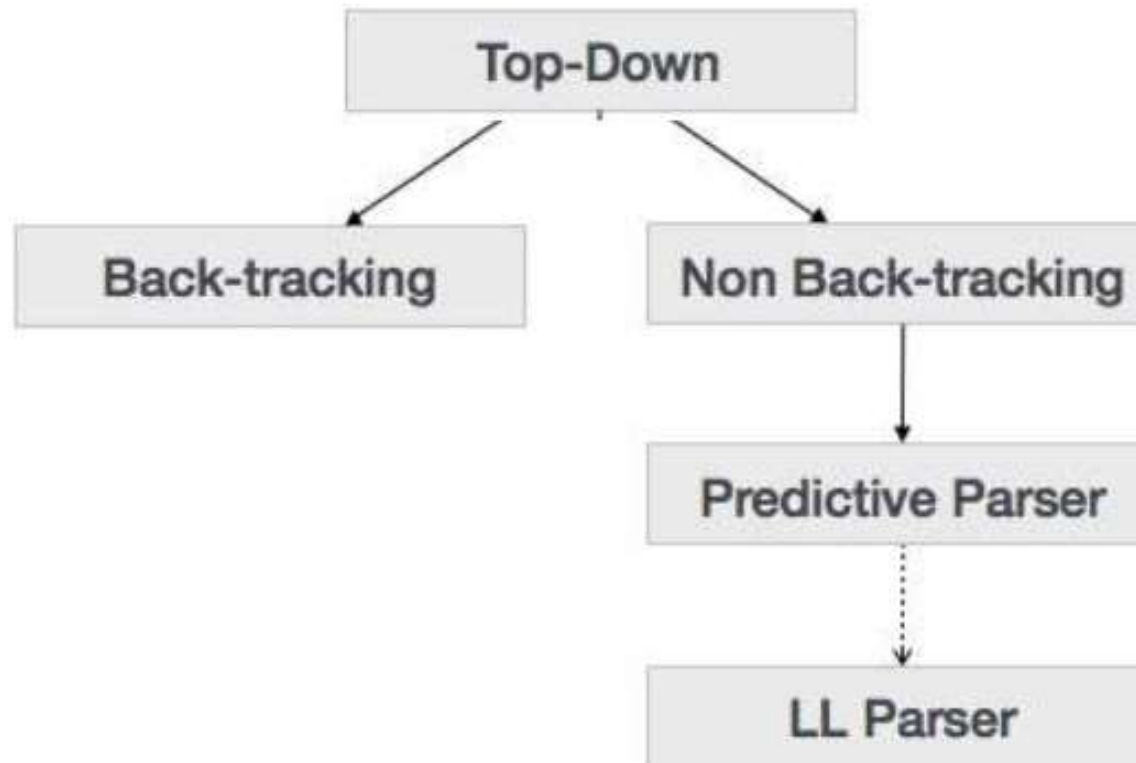 Top-Down
Back-tracking
Non Back-tracking
Predictive Parser
LL Parser